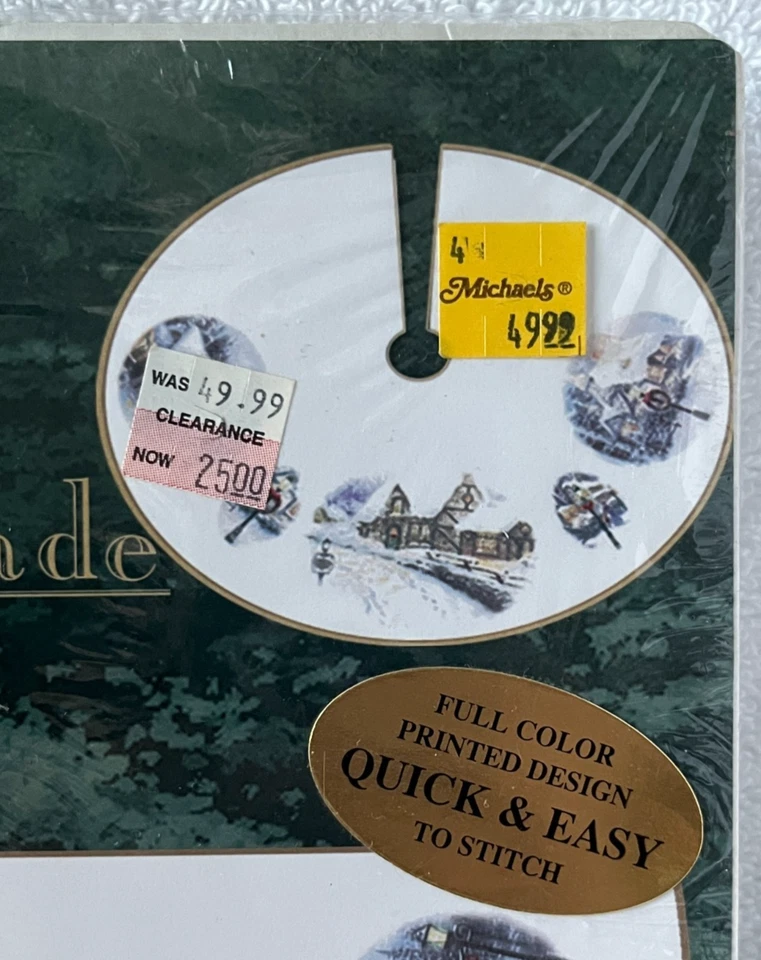 4
Michaels®
4999
WAS 49.99
CLEARANCE
NOW 2500
ade
FULL COLOR
PRINTED DESIGN
QUICK & EASY
TO STITCH